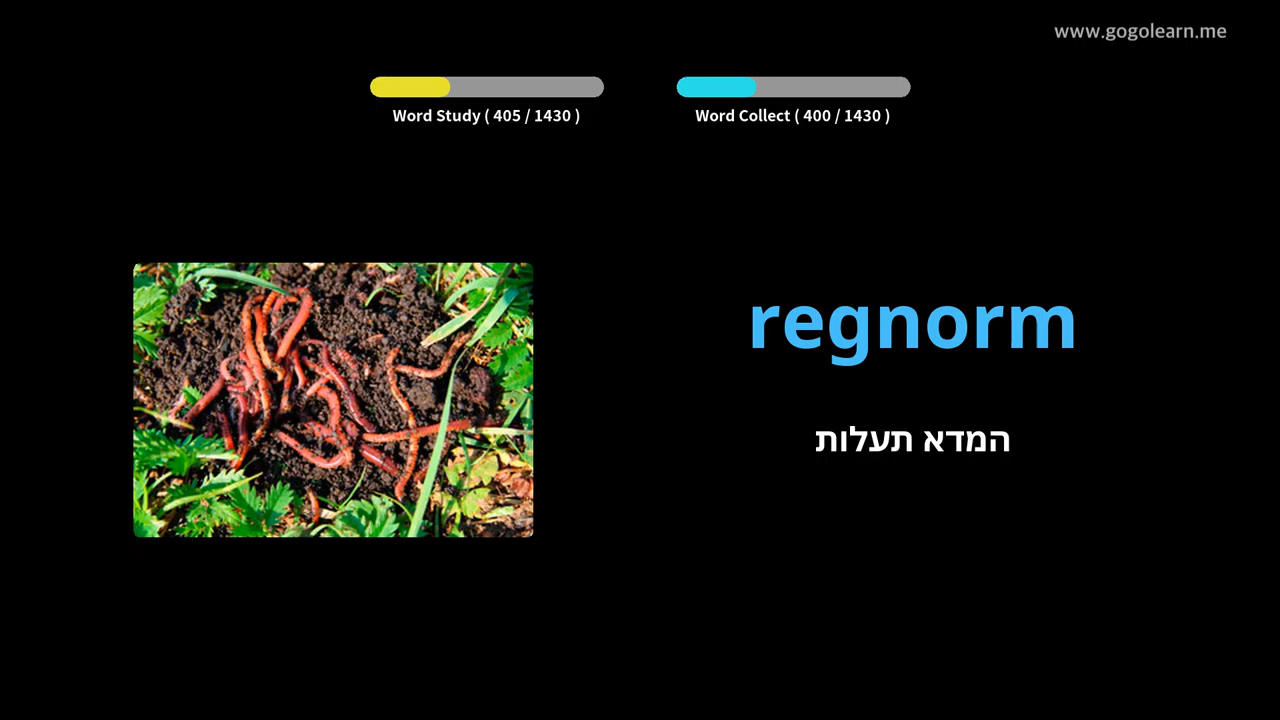 www.gogolearn.me
Word Study ( 405 / 1430 )
Word Collect ( 400 / 1430 )
regnorm
המדא תעלות